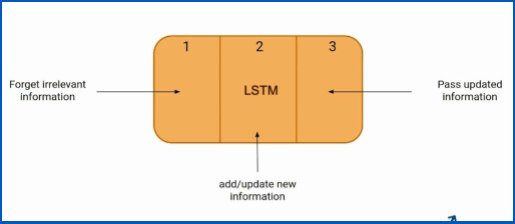 1 2 3
Forget irrelevant
information
LSTM
Pass updated
information
add/update new
information